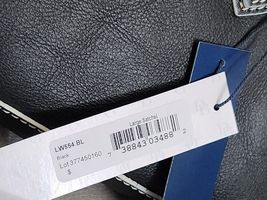 LW554.BL
Black
Lot 377450160
$
Large Satchel
7 38843 03488 2